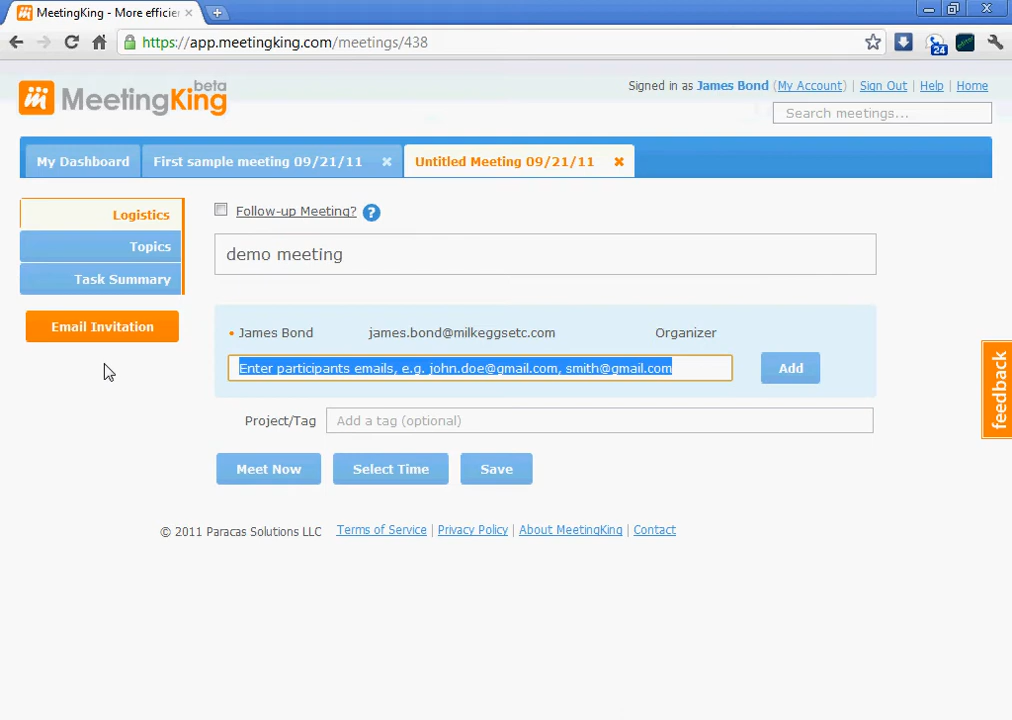 MeetingKing - More efficier
https://app.meetingking.com/meetings/438
24
MeetingKing beta
Signed in as James Bond (My Account) | Sign Out | Help | Home
Search meetings...
My Dashboard
First sample meeting 09/21/11
Untitled Meeting 09/21/11
Logistics
Topics
Task Summary
Email Invitation
Follow-up Meeting? ?
demo meeting
James Bond james.bond@milkeggsetc.com Organizer
Enter participants emails, e.g. john.doe@gmail.com, smith@gmail.com
Add
Project/Tag Add a tag (optional)
Meet Now Select Time Save
feedback
© 2011 Paracas Solutions LLC Terms of Service | Privacy Policy | About MeetingKing | Contact